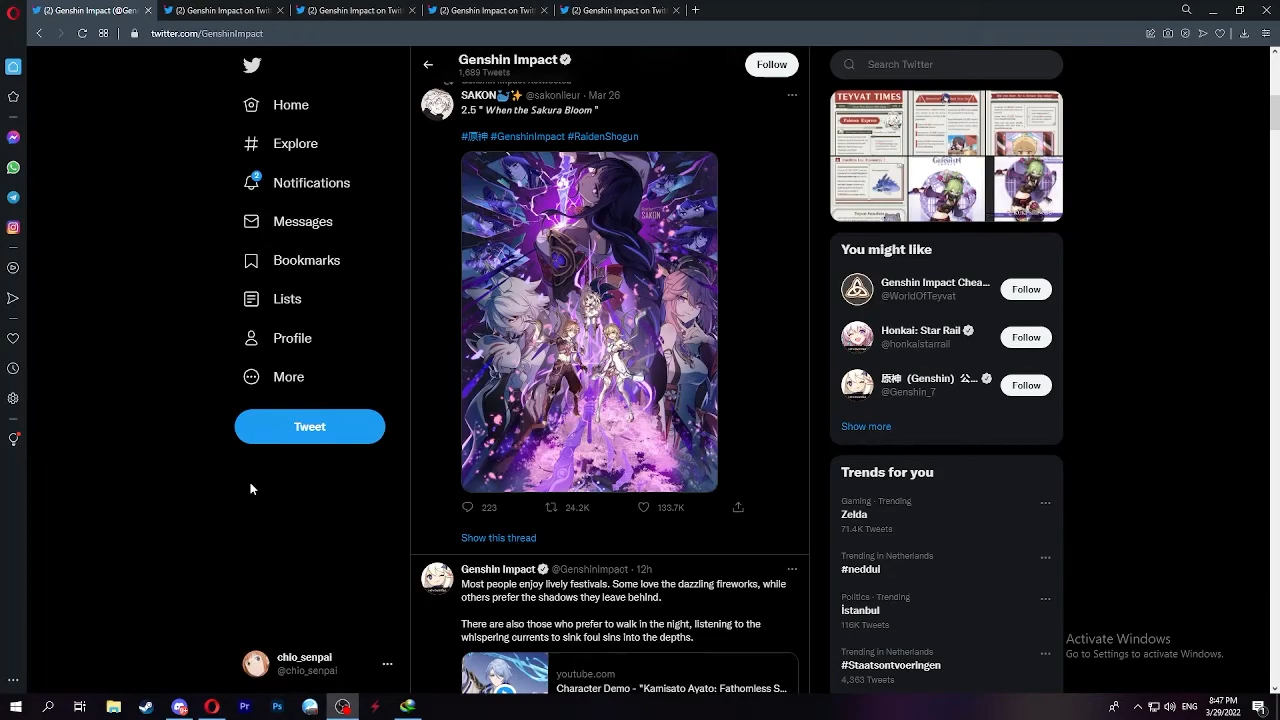 (2) Genshin Impact (@Gens
(2) Genshin Impact on Twit
(2) Genshin Impact on Twit
(2) Genshin Impact on Twit
(2) Genshin Impact on Twit
twitter.com/GenshinImpact
Home
Explore
Notifications
Messages
Bookmarks
Lists
Profile
More
Tweet
chio_senpai
@chio_senpai
Genshin Impact
1,689 Tweets
Follow
SAKON @sakonlieur · Mar 26
"When the Sakura Bloom "
#原神 #GenshinImpact #RaidenShogun
SAKON
223
24.2K
133.7K
Show this thread
Genshin Impact @GenshinImpact · 12h
Most people enjoy lively festivals. Some love the dazzling fireworks, while
others prefer the shadows they leave behind.
There are also those who prefer to walk in the night, listening to the
whispering currents to sink foul sins into the depths.
youtube.com
Character Demo - "Kamisato Ayato: Fathomless S...
Search Twitter
TEYVAT TIMES
You might like
Genshin Impact Chea...
@WorldOfTeyvat
Follow
Honkai: Star Rail
@honkaistarrail
Follow
原神 (Genshin) 公...
@Genshin_7
Follow
Show more
Trends for you
Gaming · Trending
Zelda
71.4K Tweets
Trending in Netherlands
#neddui
Politics · Trending
İstanbul
116K Tweets
Trending in Netherlands
#Staatsontvoeringen
4,363 Tweets
Activate Windows
Go to Settings to activate Windows.
Pr
Ps
ENG
8:47 PM
3/29/2022